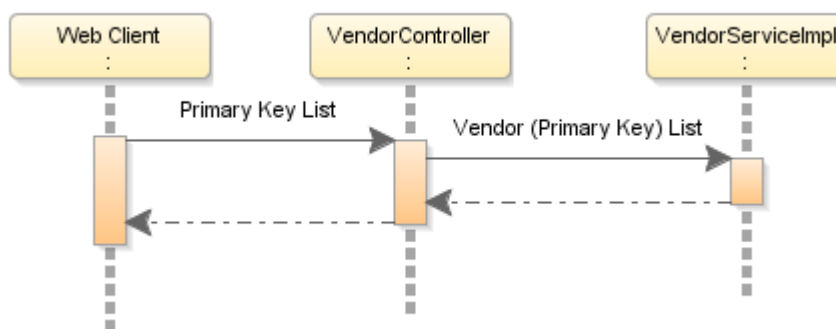 Web Client
:
VendorController
:
VendorServiceImpl
:
Primary Key List
Vendor (Primary Key) List